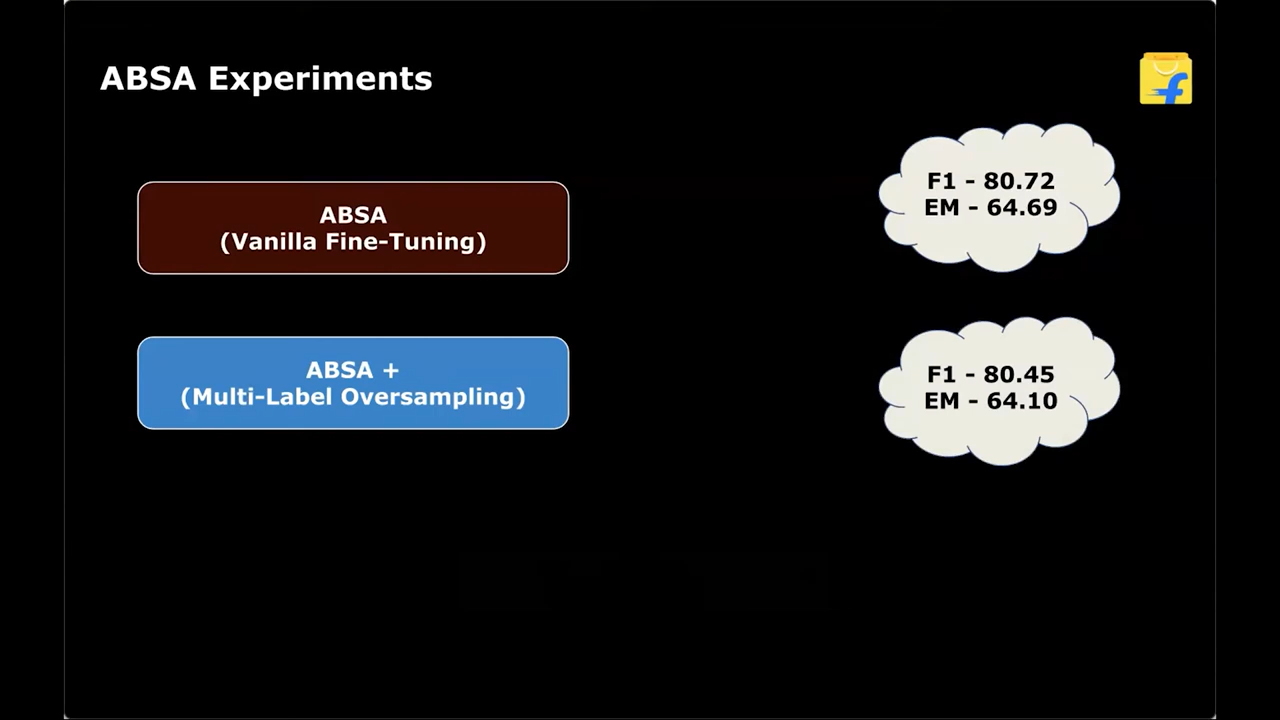 ABSA Experiments
ABSA
(Vanilla Fine-Tuning)
F1 - 80.72
EM - 64.69
ABSA +
(Multi-Label Oversampling)
F1 - 80.45
EM - 64.10